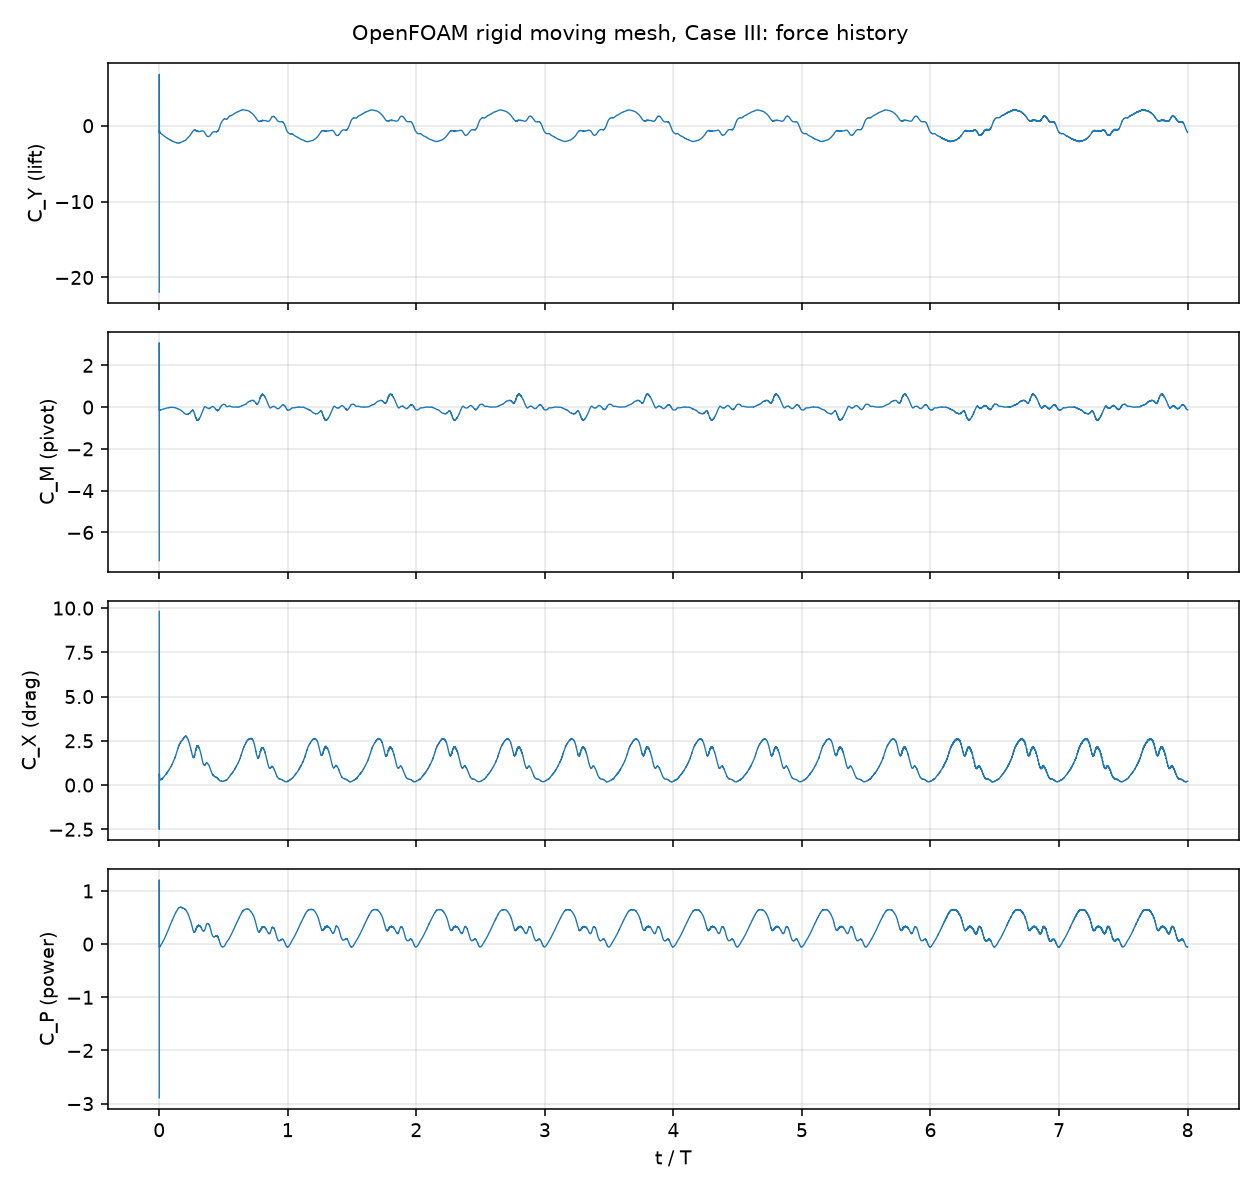 OpenFOAM rigid moving mesh, Case III: force history
C_Y (lift)
0
−10
−20
C_M (pivot)
2
0
−2
−4
−6
C_X (drag)
10.0
7.5
5.0
2.5
0.0
−2.5
C_P (power)
1
0
−1
−2
−3
0 1 2 3 4 5 6 7 8
t / T